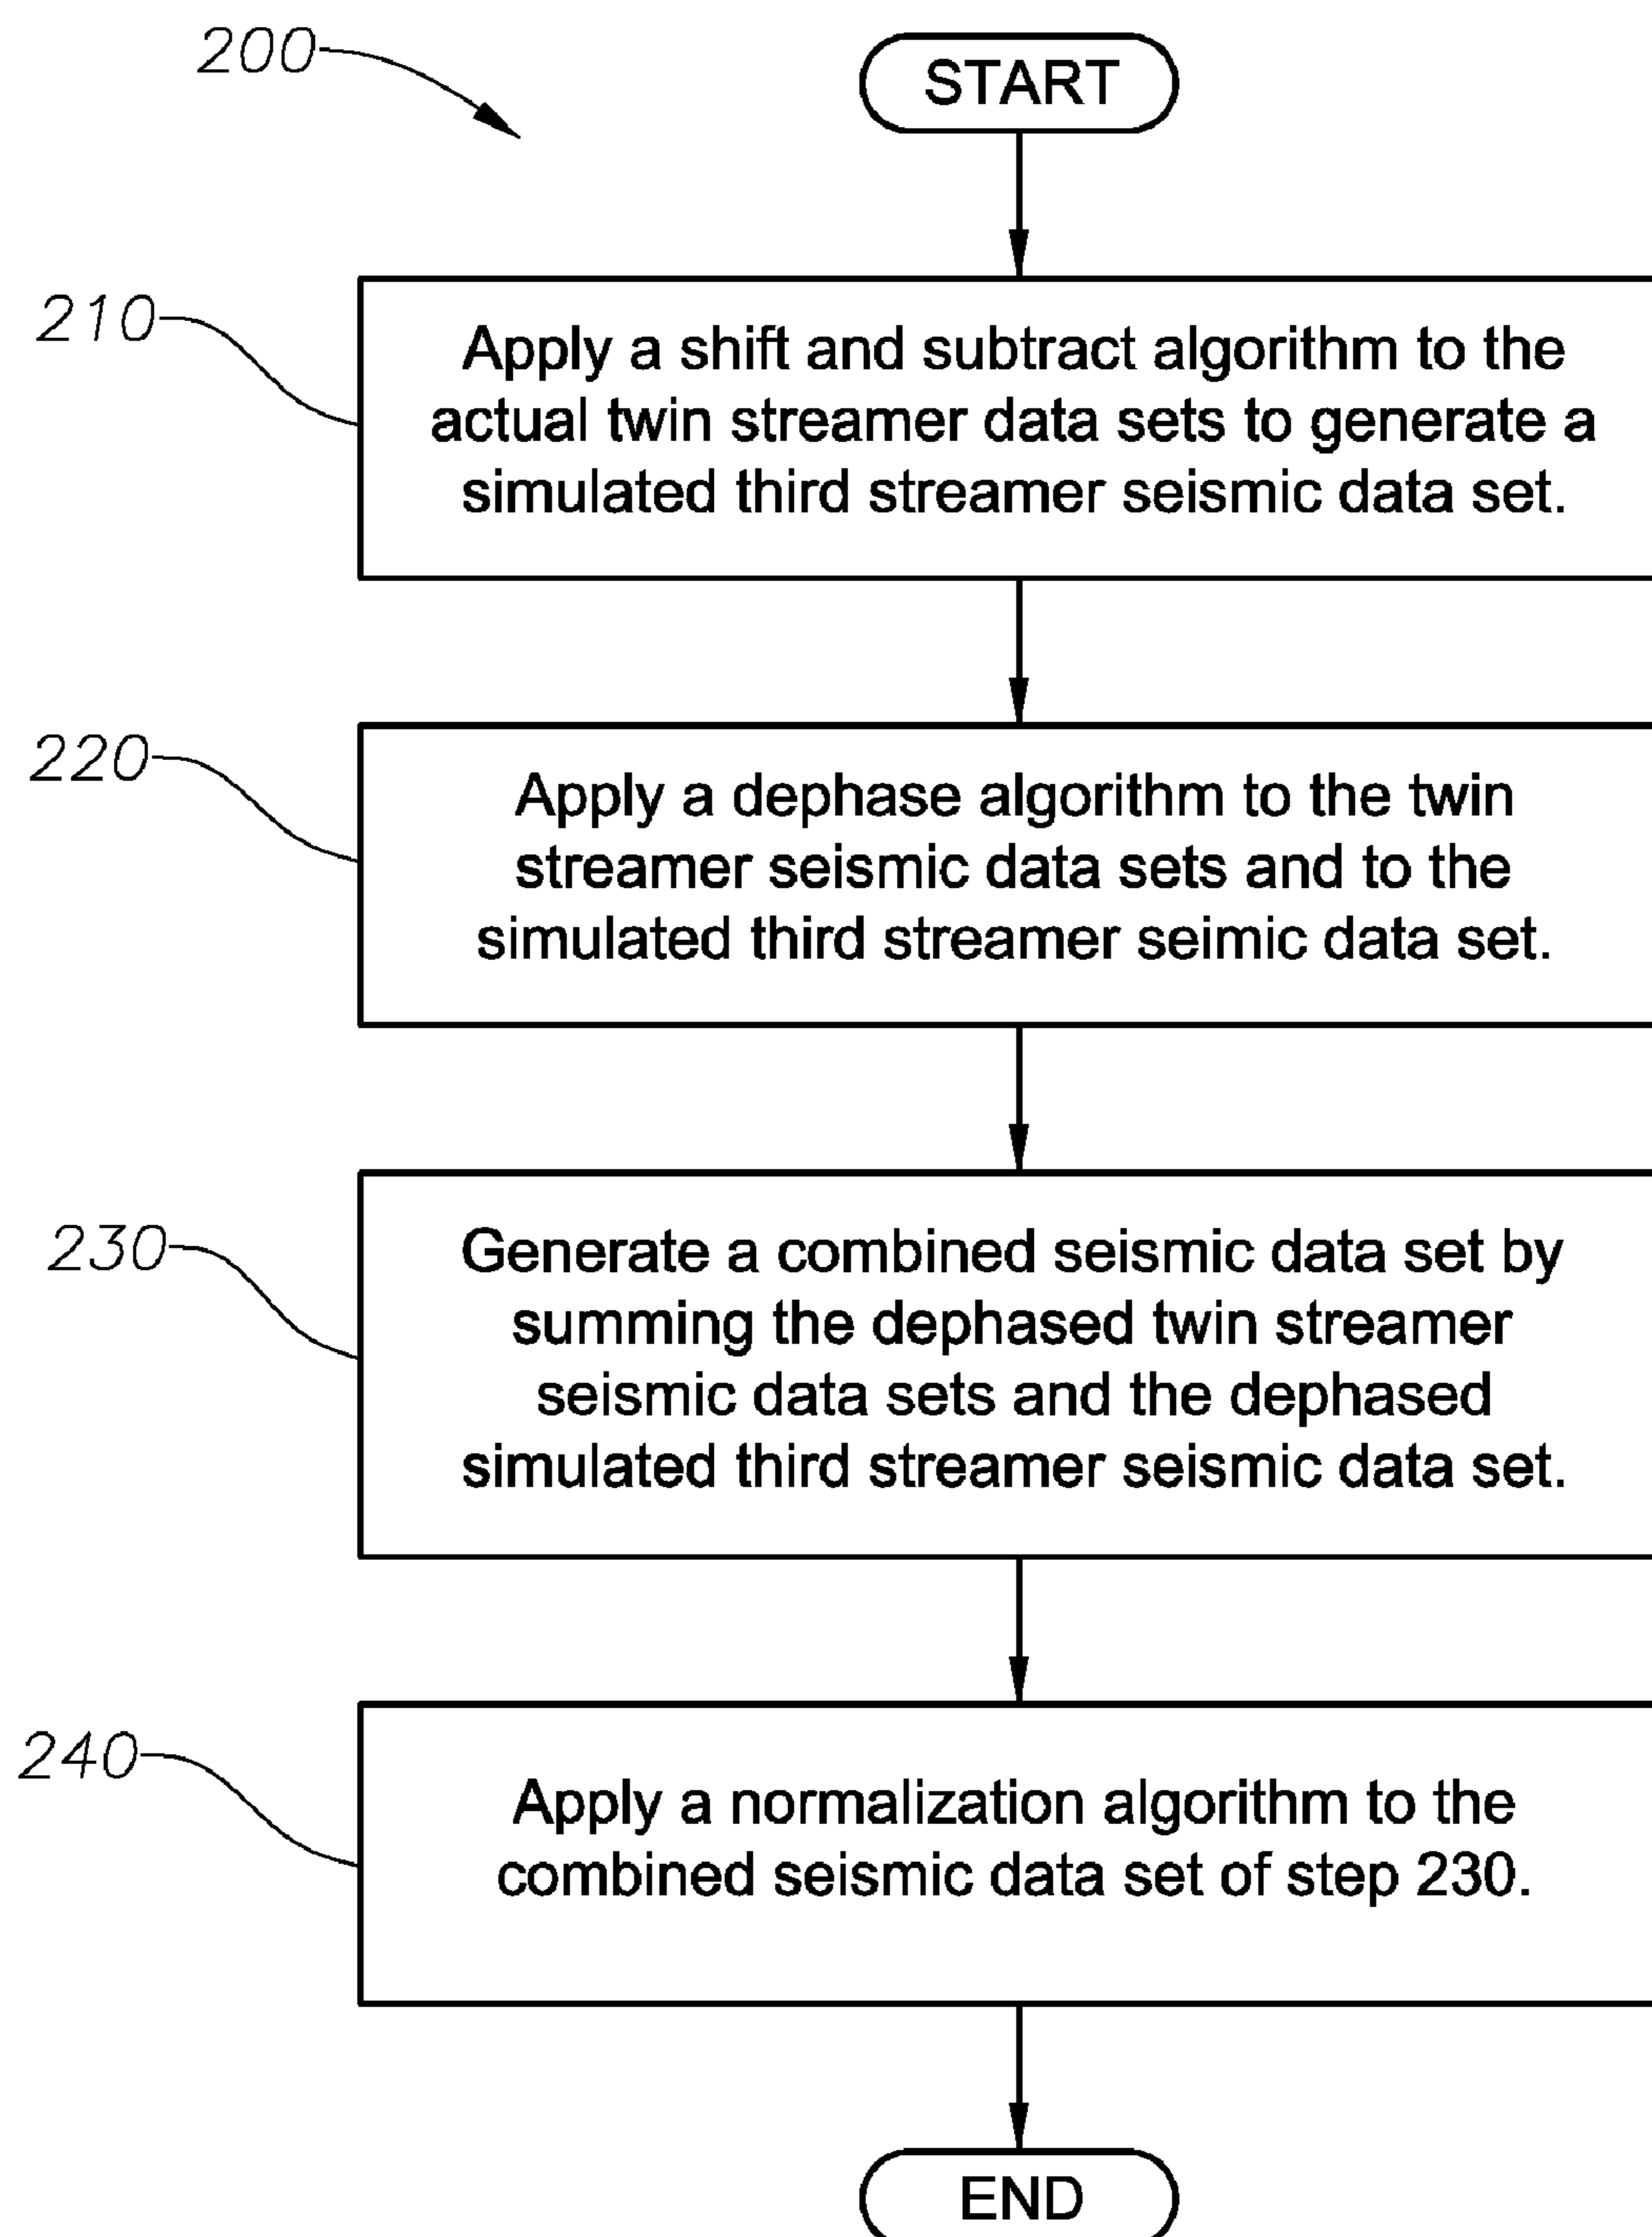 200
START
210
Apply a shift and subtract algorithm to the
actual twin streamer data sets to generate a
simulated third streamer seismic data set.
220
Apply a dephase algorithm to the twin
streamer seismic data sets and to the
simulated third streamer seimic data set.
230
Generate a combined seismic data set by
summing the dephased twin streamer
seismic data sets and the dephased
simulated third streamer seismic data set.
240
Apply a normalization algorithm to the
combined seismic data set of step 230.
END